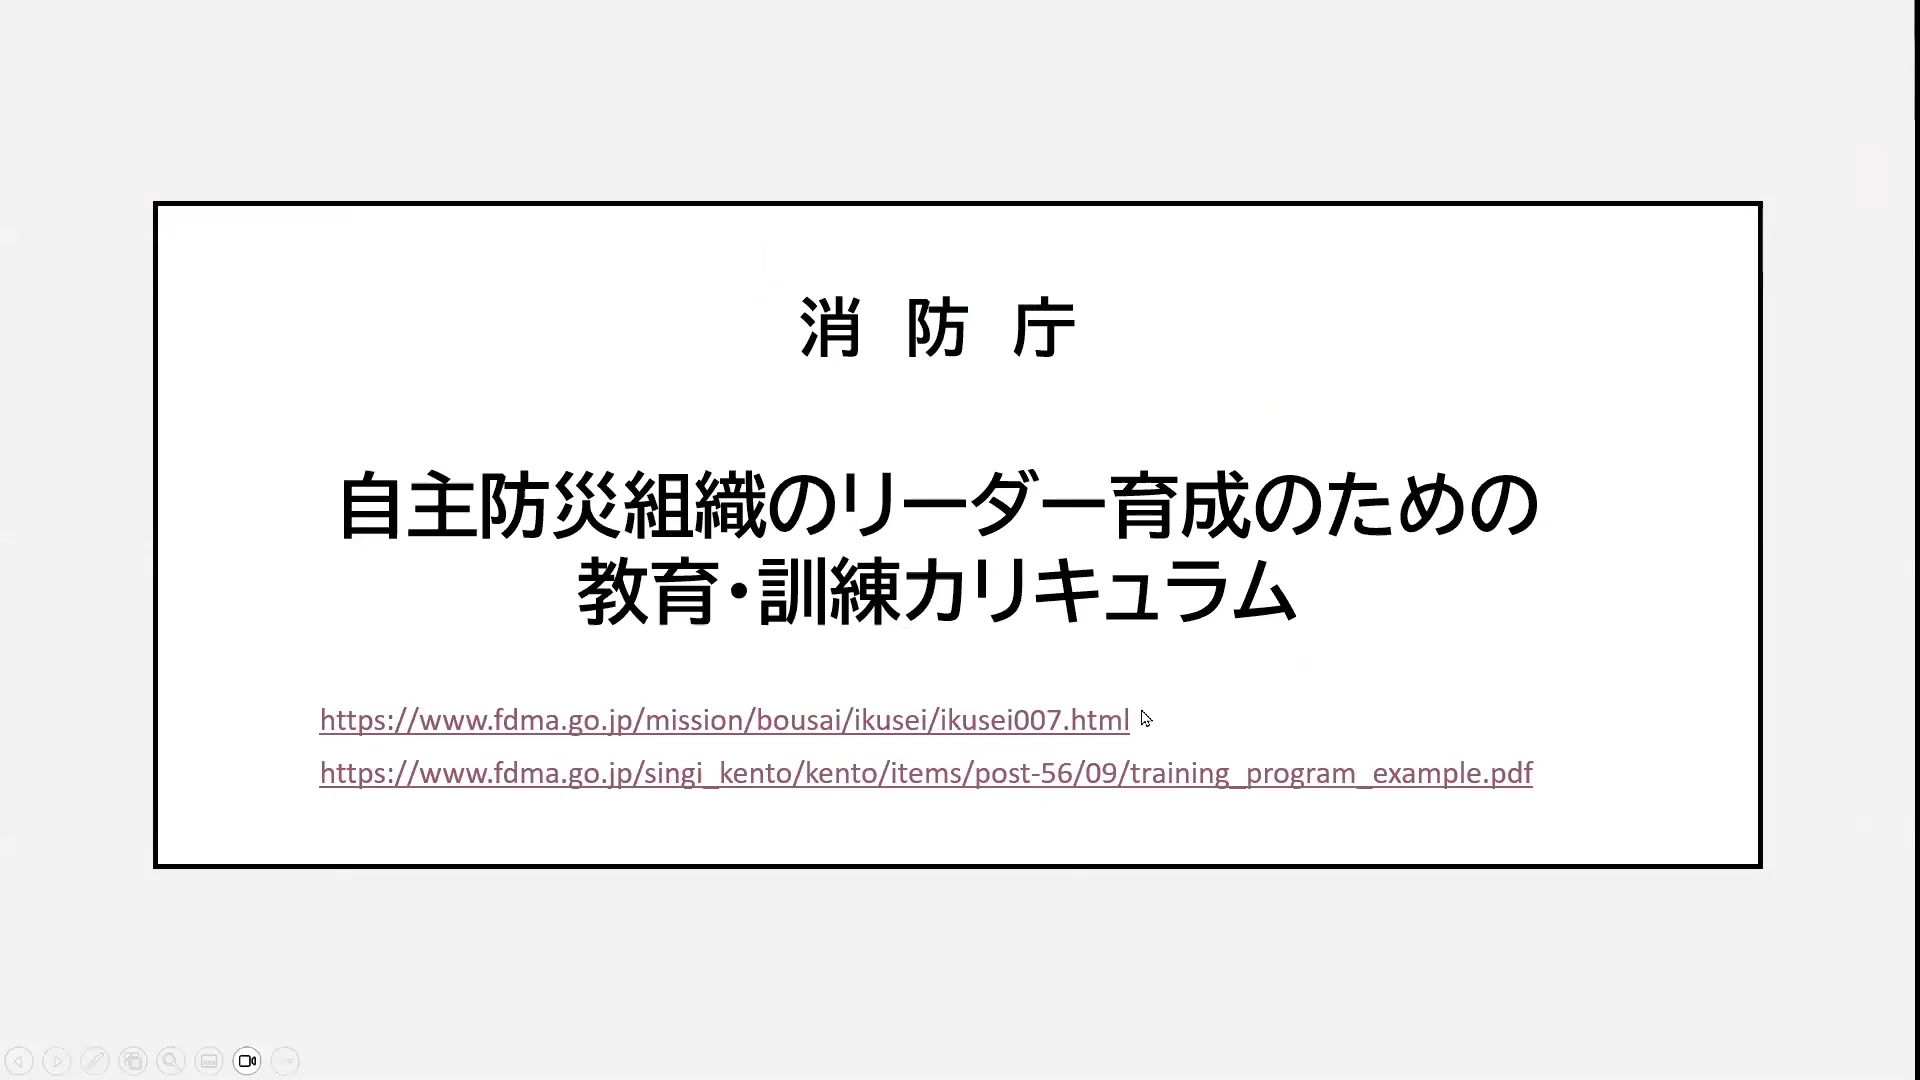 消 防 庁
自主防災組織のリーダー育成のための
教育・訓練カリキュラム
https://www.fdma.go.jp/mission/bousai/ikusei/ikusei007.html
https://www.fdma.go.jp/singi_kento/kento/items/post-56/09/training_program_example.pdf